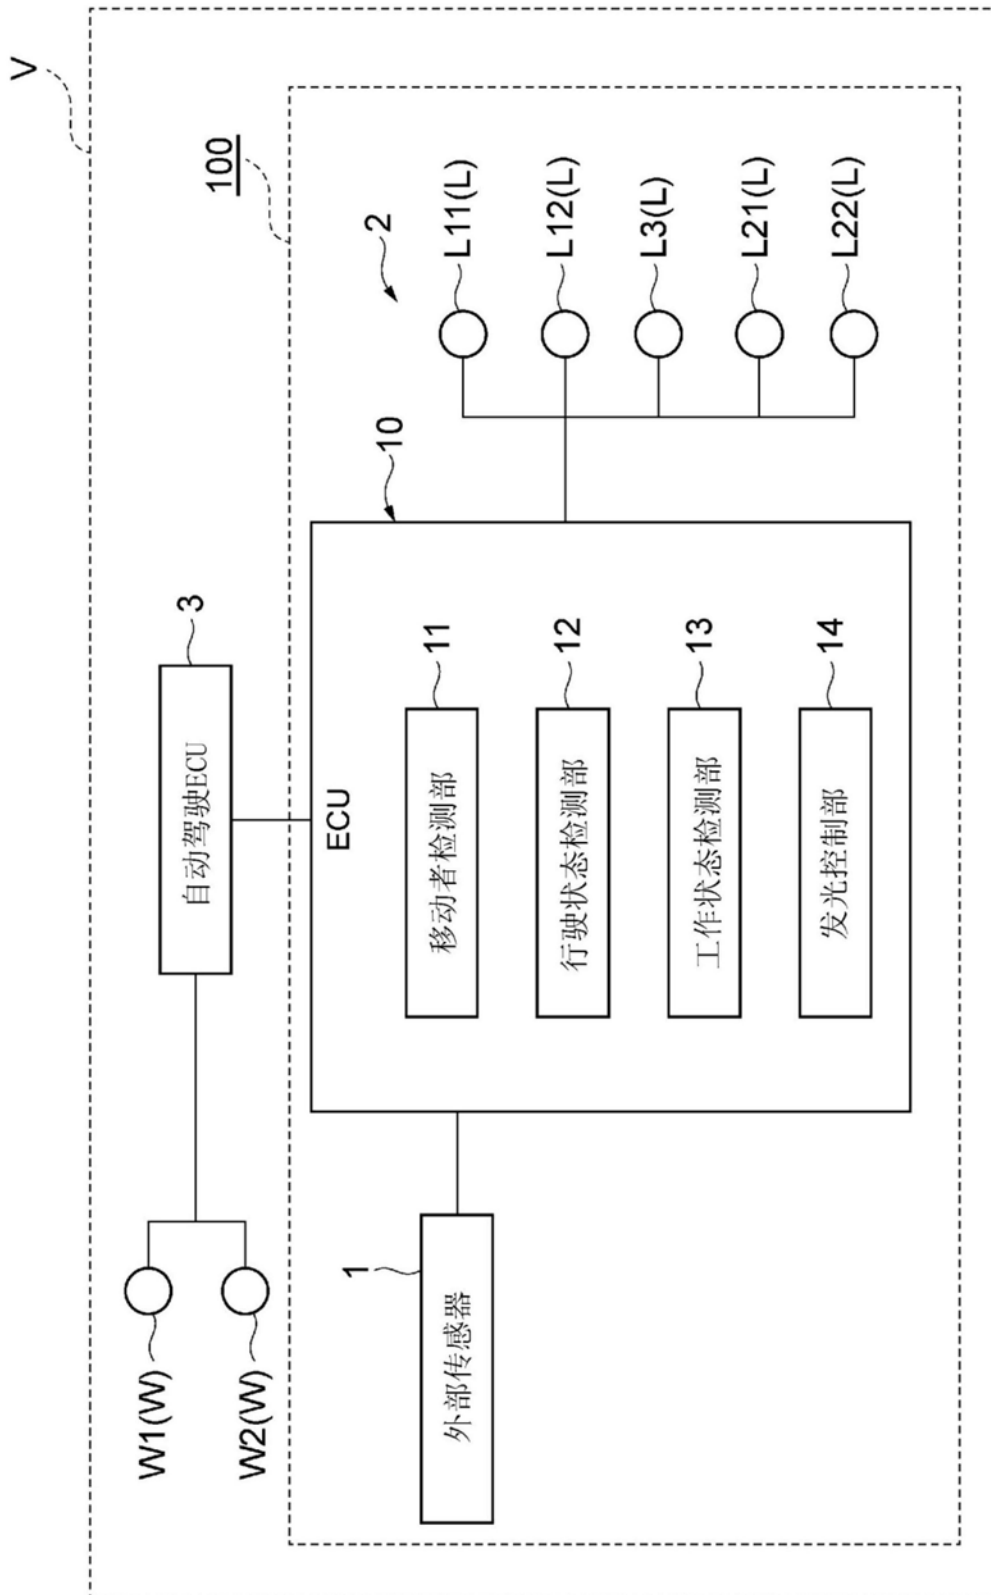 V
100
W1(W)
W2(W)
自动驾驶ECU
3
1
外部传感器
ECU
10
移动者检测部
11
行驶状态检测部
12
工作状态检测部
13
发光控制部
14
2
L11(L)
L12(L)
L3(L)
L21(L)
L22(L)